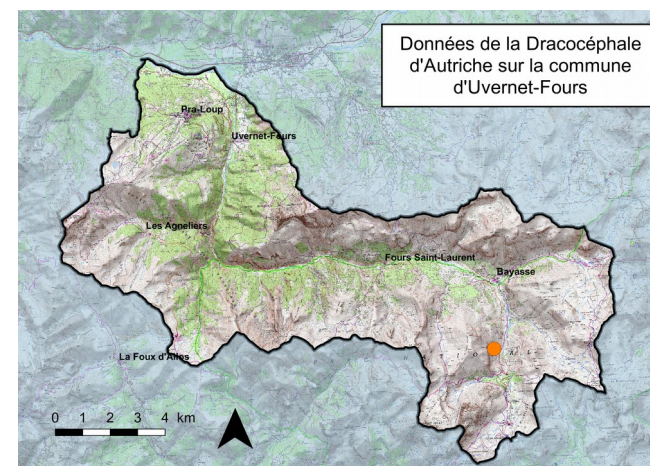 Données de la Dracocéphale
d'Autriche sur la commune
d'Uvernet-Fours
Pra-Loup
Uvernet-Fours
Les Agneliers
Fours Saint-Laurent
Bayasse
La Foux d'Allos
0 1 2 3 4 km